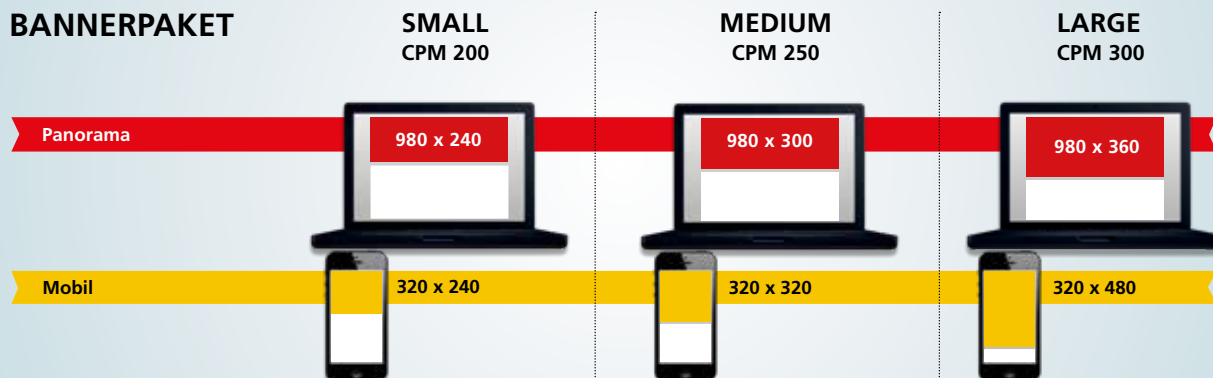 BANNERPAKET
SMALL
CPM 200
MEDIUM
CPM 250
LARGE
CPM 300
Panorama
980 x 240
980 x 300
980 x 360
Mobil
320 x 240
320 x 320
320 x 480